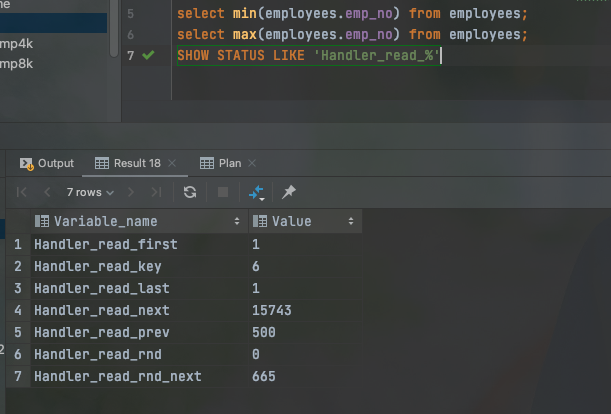 me
mp4k
mp8k
5 select min(employees.emp_no) from employees;
6 select max(employees.emp_no) from employees;
7 SHOW STATUS LIKE 'Handler_read_%'
Output Result 18 Plan
7 rows
Variable_name Value
1 Handler_read_first 1
2 Handler_read_key 6
3 Handler_read_last 1
4 Handler_read_next 15743
5 Handler_read_prev 500
6 Handler_read_rnd 0
7 Handler_read_rnd_next 665
2